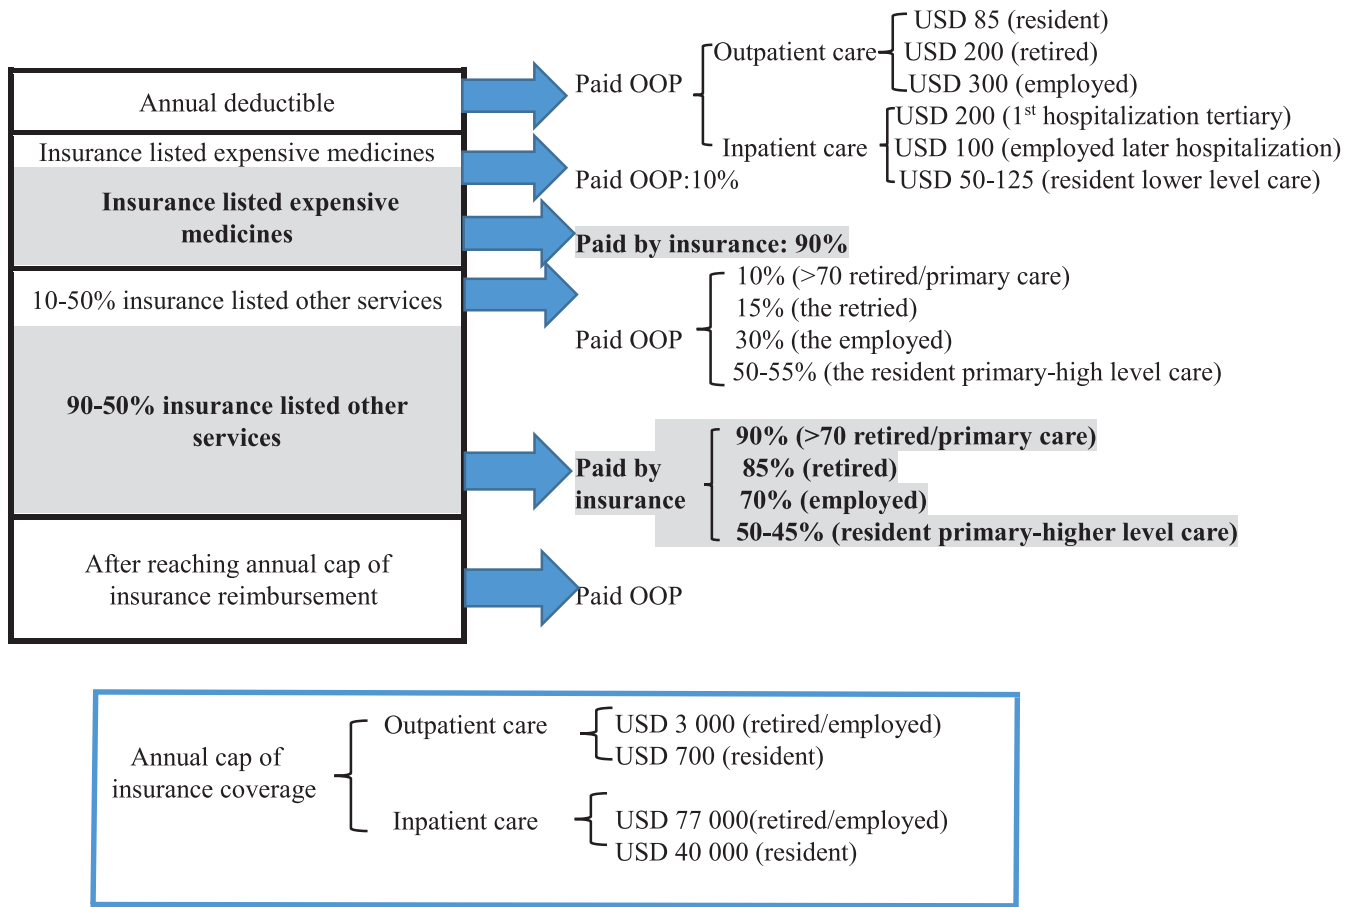 Annual deductible
Insurance listed expensive medicines
Insurance listed expensive
medicines
10-50% insurance listed other services
90-50% insurance listed other
services
After reaching annual cap of
insurance reimbursement
Paid OOP
Outpatient care
USD 85 (resident)
USD 200 (retired)
USD 300 (employed)
Inpatient care
USD 200 (1st hospitalization tertiary)
USD 100 (employed later hospitalization)
USD 50-125 (resident lower level care)
Paid OOP:10%
Paid by insurance: 90%
Paid OOP
10% (>70 retired/primary care)
15% (the retried)
30% (the employed)
50-55% (the resident primary-high level care)
Paid by
insurance
90% (>70 retired/primary care)
85% (retired)
70% (employed)
50-45% (resident primary-higher level care)
Paid OOP
Annual cap of
insurance coverage
Outpatient care
USD 3 000 (retired/employed)
USD 700 (resident)
Inpatient care
USD 77 000(retired/employed)
USD 40 000 (resident)